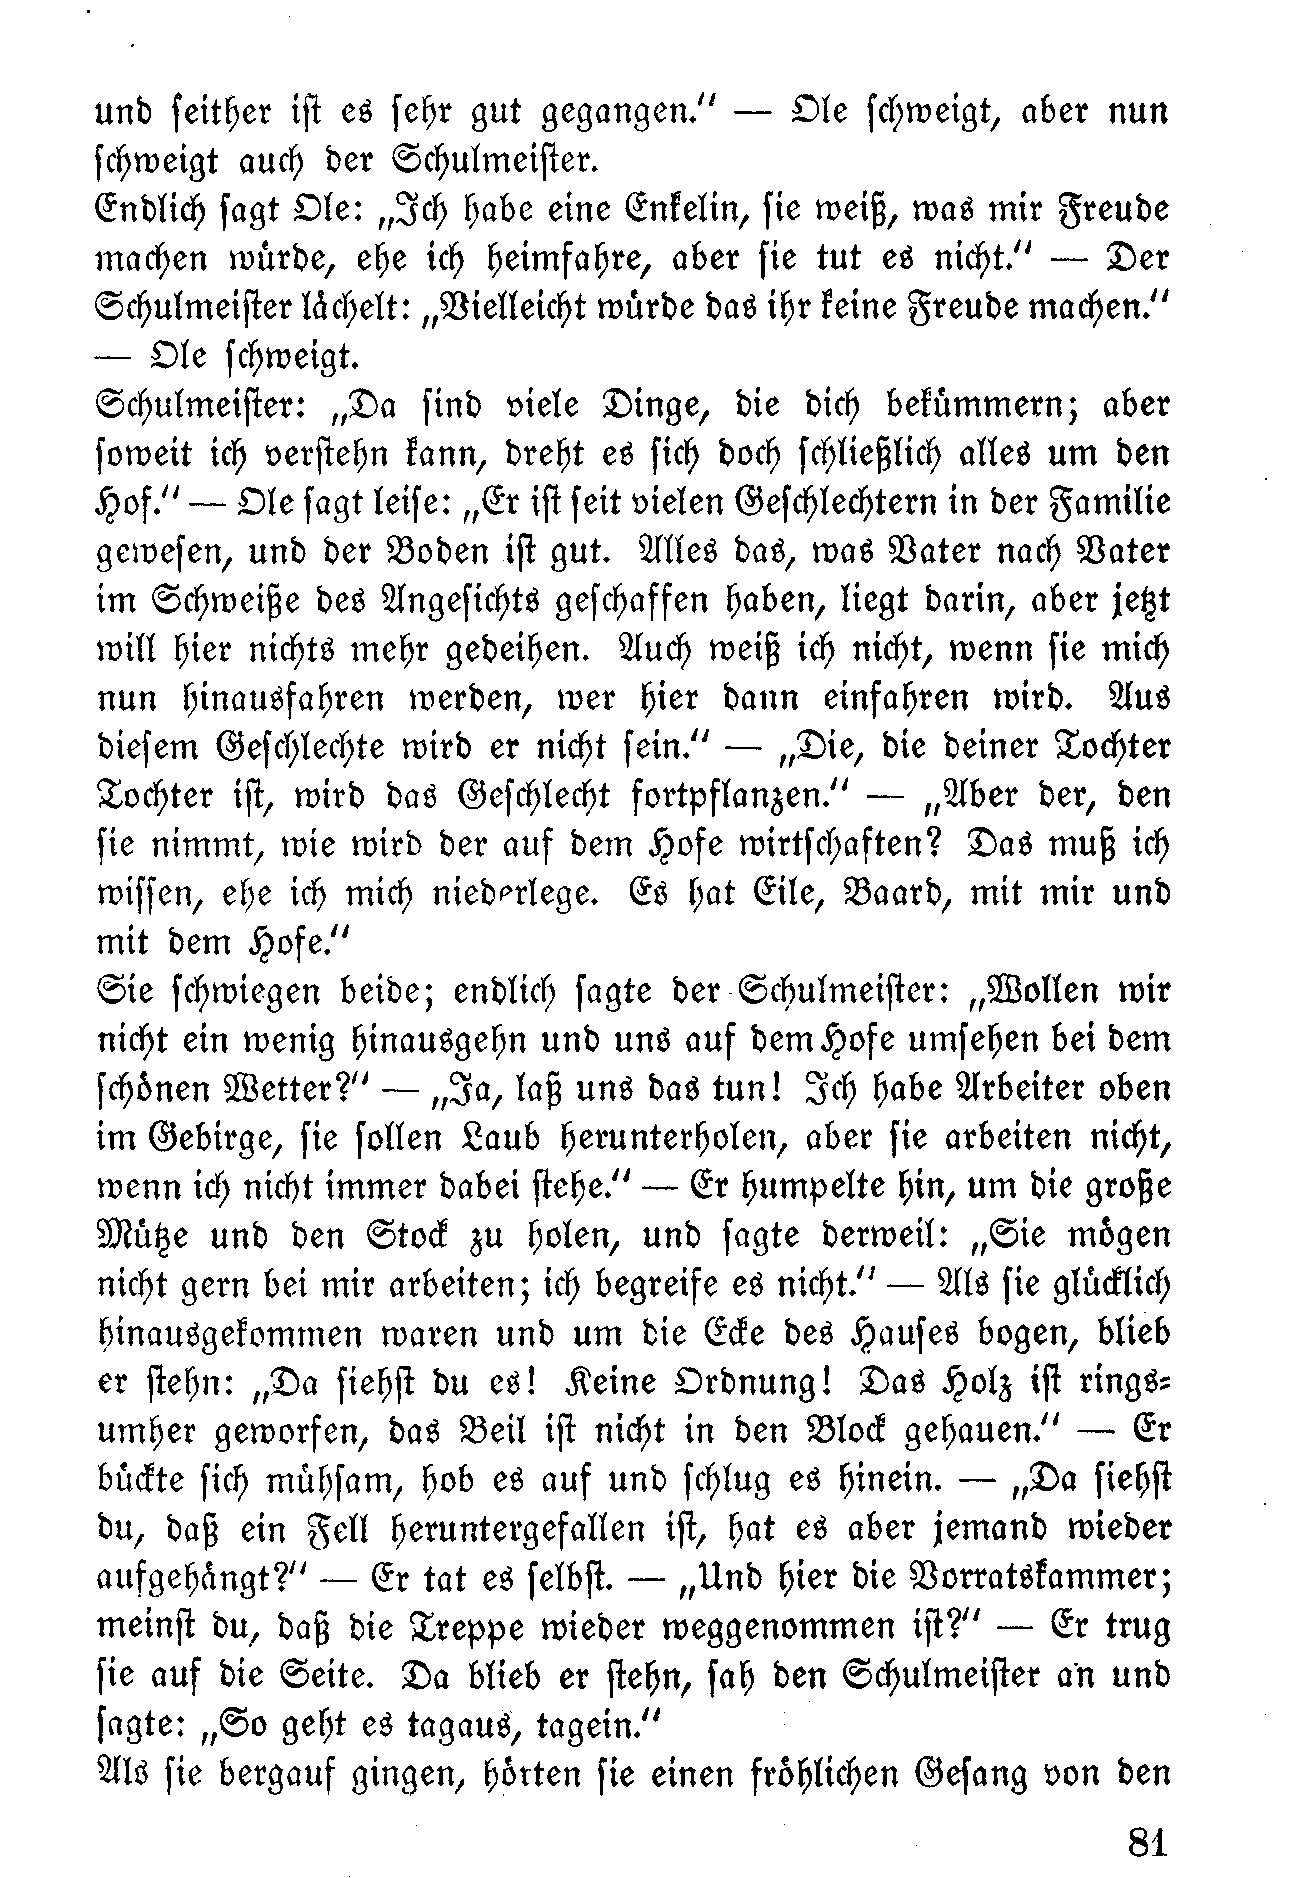 und seither ist es sehr gut gegangen.“ — Ole schweigt, aber nun
schweigt auch der Schulmeister.
Endlich sagt Ole: „Ich habe eine Enkelin, sie weiß, was mir Freude
machen würde, ehe ich heimfahre, aber sie tut es nicht.“ — Der
Schulmeister lächelt: „Vielleicht würde das ihr keine Freude machen.“
— Ole schweigt.
Schulmeister: „Da sind viele Dinge, die dich bekümmern; aber
soweit ich verstehn kann, dreht es sich doch schließlich alles um den
Hof.“ — Ole sagt leise: „Er ist seit vielen Geschlechtern in der Familie
gewesen, und der Boden ist gut. Alles das, was Vater nach Vater
im Schweiße des Angesichts geschaffen haben, liegt darin, aber jetzt
will hier nichts mehr gedeihen. Auch weiß ich nicht, wenn sie mich
nun hinausfahren werden, wer hier dann einfahren wird. Aus
diesem Geschlechte wird er nicht sein.“ — „Die, die deiner Tochter
Tochter ist, wird das Geschlecht fortpflanzen.“ — „Aber der, den
sie nimmt, wie wird der auf dem Hofe wirtschaften? Das muß ich
wissen, ehe ich mich niederlege. Es hat Eile, Baard, mit mir und
mit dem Hofe.“
Sie schwiegen beide; endlich sagte der Schulmeister: „Wollen wir
nicht ein wenig hinausgehn und uns auf dem Hofe umsehen bei dem
schönen Wetter?“ — „Ja, laß uns das tun! Ich habe Arbeiter oben
im Gebirge, sie sollen Laub herunterholen, aber sie arbeiten nicht,
wenn ich nicht immer dabei stehe.“ — Er humpelte hin, um die große
Mütze und den Stock zu holen, und sagte derweil: „Sie mögen
nicht gern bei mir arbeiten; ich begreife es nicht.“ — Als sie glücklich
hinausgekommen waren und um die Ecke des Hauses bogen, blieb
er stehn: „Da siehst du es! Keine Ordnung! Das Holz ist rings-
umher geworfen, das Beil ist nicht in den Block gehauen.“ — Er
bückte sich mühsam, hob es auf und schlug es hinein. — „Da siehst
du, daß ein Fell heruntergefallen ist, hat es aber jemand wieder
aufgehängt?“ — Er tat es selbst. — „Und hier die Vorratskammer;
meinst du, daß die Treppe wieder weggenommen ist?“ — Er trug
sie auf die Seite. Da blieb er stehn, sah den Schulmeister an und
sagte: „So geht es tagaus, tagein.“
Als sie bergauf gingen, hörten sie einen fröhlichen Gesang von den
81